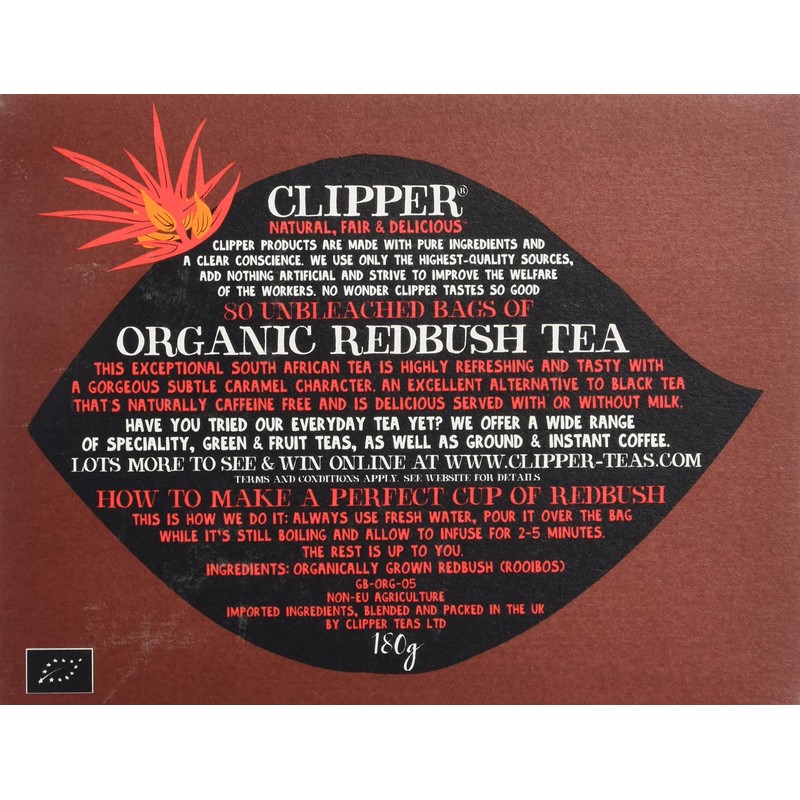 CLIPPER®
NATURAL, FAIR & DELICIOUS™
CLIPPER PRODUCTS ARE MADE WITH PURE INGREDIENTS AND
A CLEAR CONSCIENCE. WE USE ONLY THE HIGHEST-QUALITY SOURCES,
ADD NOTHING ARTIFICIAL AND STRIVE TO IMPROVE THE WELFARE
OF THE WORKERS. NO WONDER CLIPPER TASTES SO GOOD
80 UNBLEACHED BAGS OF
ORGANIC REDBUSH TEA
THIS EXCEPTIONAL SOUTH AFRICAN TEA IS HIGHLY REFRESHING AND TASTY WITH
A GORGEOUS SUBTLE CARAMEL CHARACTER. AN EXCELLENT ALTERNATIVE TO BLACK TEA
THAT'S NATURALLY CAFFEINE FREE AND IS DELICIOUS SERVED WITH OR WITHOUT MILK.
HAVE YOU TRIED OUR EVERYDAY TEA YET? WE OFFER A WIDE RANGE
OF SPECIALITY, GREEN & FRUIT TEAS, AS WELL AS GROUND & INSTANT COFFEE.
LOTS MORE TO SEE & WIN ONLINE AT WWW.CLIPPER-TEAS.COM
TERMS AND CONDITIONS APPLY. SEE WEBSITE FOR DETAILS
HOW TO MAKE A PERFECT CUP OF REDBUSH
THIS IS HOW WE DO IT: ALWAYS USE FRESH WATER, POUR IT OVER THE BAG
WHILE IT'S STILL BOILING AND ALLOW TO INFUSE FOR 2-5 MINUTES.
THE REST IS UP TO YOU.
INGREDIENTS: ORGANICALLY GROWN REDBUSH (ROOIBOS)
GB-ORG-05
NON-EU AGRICULTURE
IMPORTED INGREDIENTS, BLENDED AND PACKED IN THE UK
BY CLIPPER TEAS LTD
180g